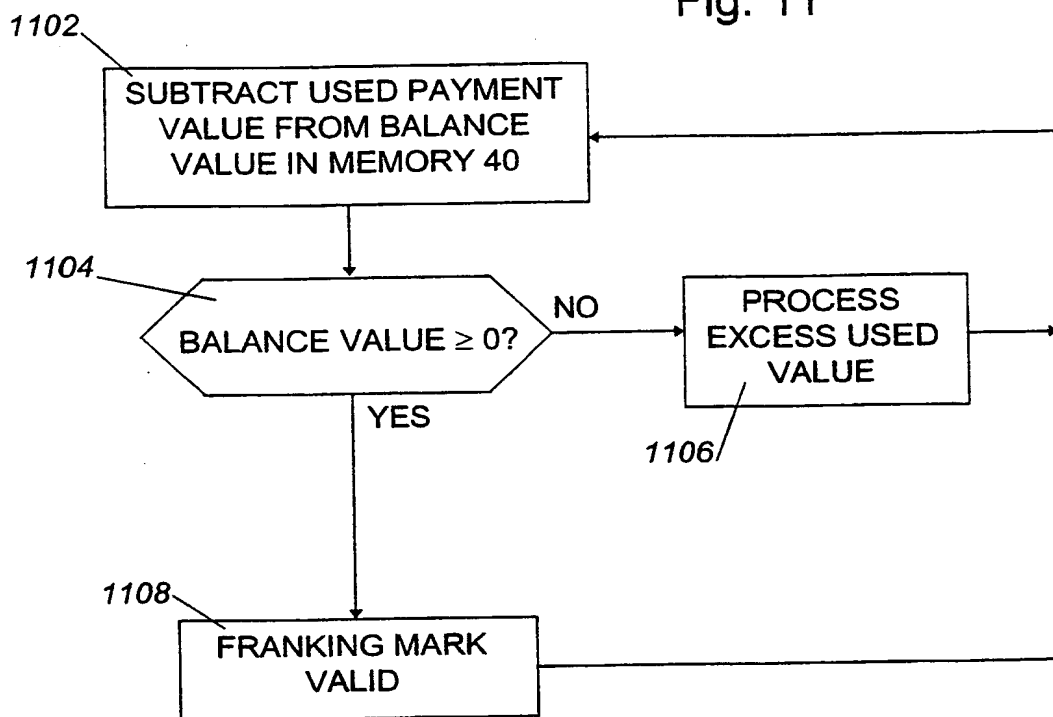 Fig. 11
1102
SUBTRACT USED PAYMENT
VALUE FROM BALANCE
VALUE IN MEMORY 40
1104
BALANCE VALUE ≥ 0?
NO
PROCESS
EXCESS USED
VALUE
YES
1106
1108
FRANKING MARK
VALID